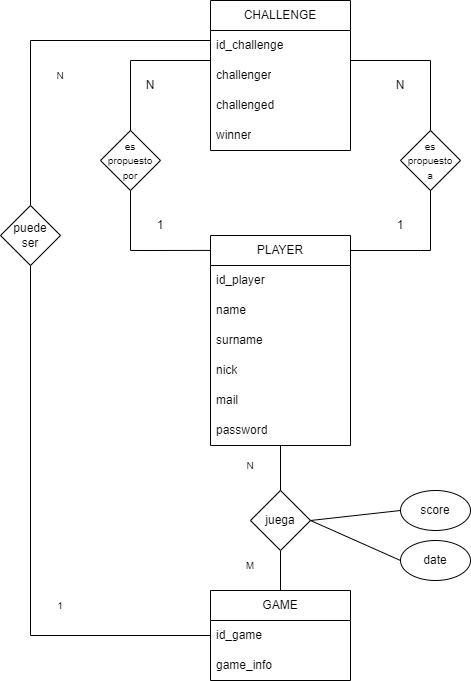 CHALLENGE
id_challenge
challenger
challenged
winner
N
N
N
es
propuesto
por
es
propuesto
a
puede
ser
1
1
PLAYER
id_player
name
surname
nick
mail
password
N
juega
score
date
M
GAME
1
id_game
game_info